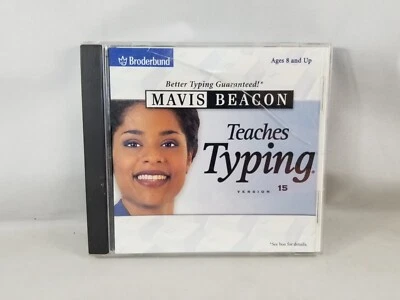 Broderbund
Ages 8 and Up
Better Typing Guaranteed!*
MAVIS BEACON
Teaches
Typing
VERSION 15
*See box for details.